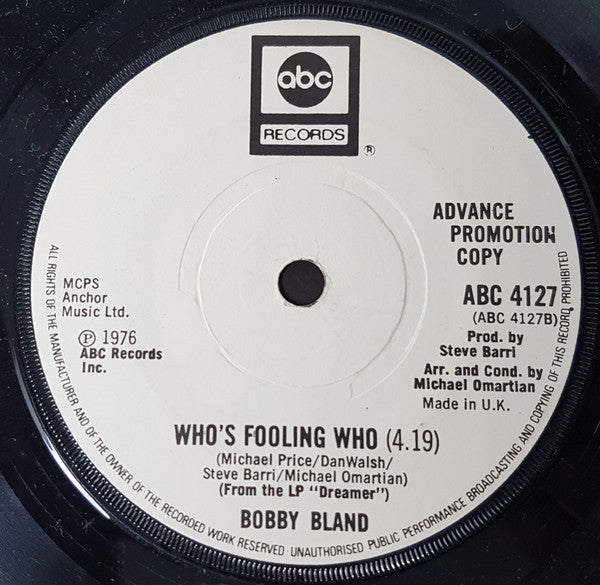 abc
RECORDS
®
ADVANCE
PROMOTION
COPY
MCPS
Anchor
Music Ltd.
℗ 1976
ABC Records
Inc.
ABC 4127
(ABC 4127B)
Prod. by
Steve Barri
Arr. and Cond. by
Michael Omartian
Made in U.K.
WHO'S FOOLING WHO (4.19)
(Michael Price/DanWalsh/
Steve Barri/Michael Omartian)
(From the LP "Dreamer")
BOBBY BLAND
ALL RIGHTS OF THE MANUFACTURER AND OF THE OWNER OF THE RECORDED WORK RESERVED · UNAUTHORISED PUBLIC PERFORMANCE BROADCASTING AND COPYING OF THIS RECORD PROHIBITED